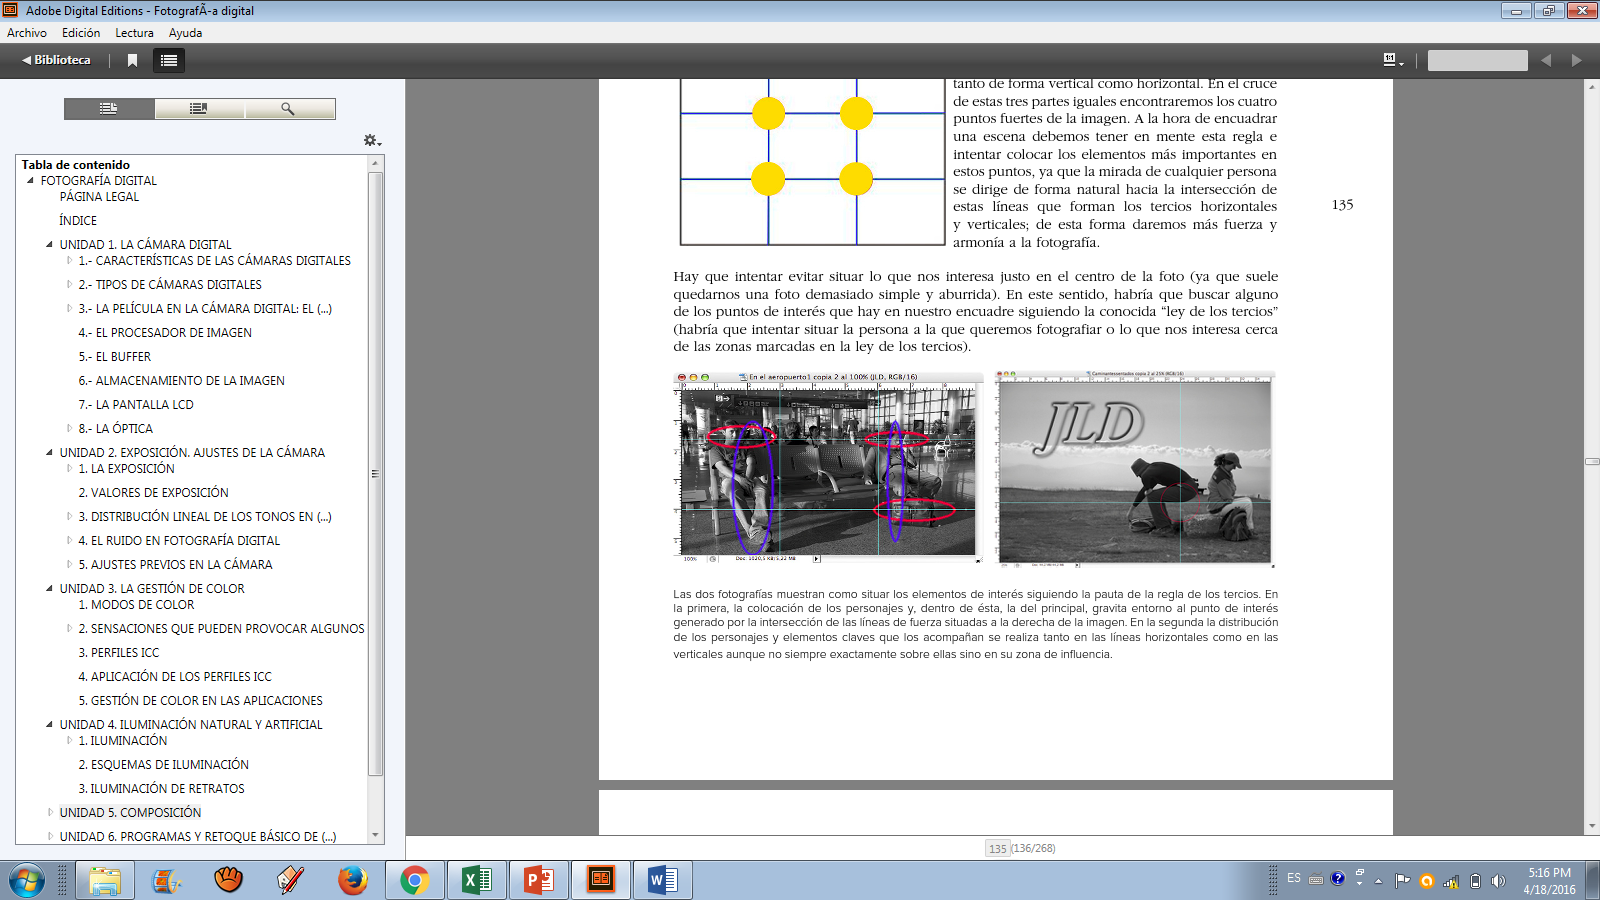 Adobe Digital Editions - FotografÃ-a digital
Archivo Edición Lectura Ayuda
Biblioteca
Tabla de contenido
FOTOGRAFÍA DIGITAL
PÁGINA LEGAL
ÍNDICE
UNIDAD 1. LA CÁMARA DIGITAL
1.- CARACTERÍSTICAS DE LAS CÁMARAS DIGITALES
2.- TIPOS DE CÁMARAS DIGITALES
3.- LA PELÍCULA EN LA CÁMARA DIGITAL: EL (...)
4.- EL PROCESADOR DE IMAGEN
5.- EL BUFFER
6.- ALMACENAMIENTO DE LA IMAGEN
7.- LA PANTALLA LCD
8.- LA ÓPTICA
UNIDAD 2. EXPOSICIÓN. AJUSTES DE LA CÁMARA
1. LA EXPOSICIÓN
2. VALORES DE EXPOSICIÓN
3. DISTRIBUCIÓN LINEAL DE LOS TONOS EN (...)
4. EL RUIDO EN FOTOGRAFÍA DIGITAL
5. AJUSTES PREVIOS EN LA CÁMARA
UNIDAD 3. LA GESTIÓN DE COLOR
1. MODOS DE COLOR
2. SENSACIONES QUE PUEDEN PROVOCAR ALGUNOS
3. PERFILES ICC
4. APLICACIÓN DE LOS PERFILES ICC
5. GESTIÓN DE COLOR EN LAS APLICACIONES
UNIDAD 4. ILUMINACIÓN NATURAL Y ARTIFICIAL
1. ILUMINACIÓN
2. ESQUEMAS DE ILUMINACIÓN
3. ILUMINACIÓN DE RETRATOS
UNIDAD 5. COMPOSICIÓN
UNIDAD 6. PROGRAMAS Y RETOQUE BÁSICO DE (...)
tanto de forma vertical como horizontal. En el cruce
de estas tres partes iguales encontraremos los cuatro
puntos fuertes de la imagen. A la hora de encuadrar
una escena debemos tener en mente esta regla e
intentar colocar los elementos más importantes en
estos puntos, ya que la mirada de cualquier persona
se dirige de forma natural hacia la intersección de
estas líneas que forman los tercios horizontales
y verticales; de esta forma daremos más fuerza y
armonía a la fotografía.
135
Hay que intentar evitar situar lo que nos interesa justo en el centro de la foto (ya que suele
quedarnos una foto demasiado simple y aburrida). En este sentido, habría que buscar alguno
de los puntos de interés que hay en nuestro encuadre siguiendo la conocida “ley de los tercios”
(habría que intentar situar la persona a la que queremos fotografiar o lo que nos interesa cerca
de las zonas marcadas en la ley de los tercios).
En el aeropuerto1 copia 2 al 100% (JLD, RGB/16)
100% Doc: 1020,5 KB/5,22 MB
JLD
Las dos fotografías muestran como situar los elementos de interés siguiendo la pauta de la regla de los tercios. En
la primera, la colocación de los personajes y, dentro de ésta, la del principal, gravita entorno al punto de interés
generado por la intersección de las líneas de fuerza situadas a la derecha de la imagen. En la segunda la distribución
de los personajes y elementos claves que los acompañan se realiza tanto en las líneas horizontales como en las
verticales aunque no siempre exactamente sobre ellas sino en su zona de influencia.
135 (136/268)
ES
5:16 PM
4/18/2016